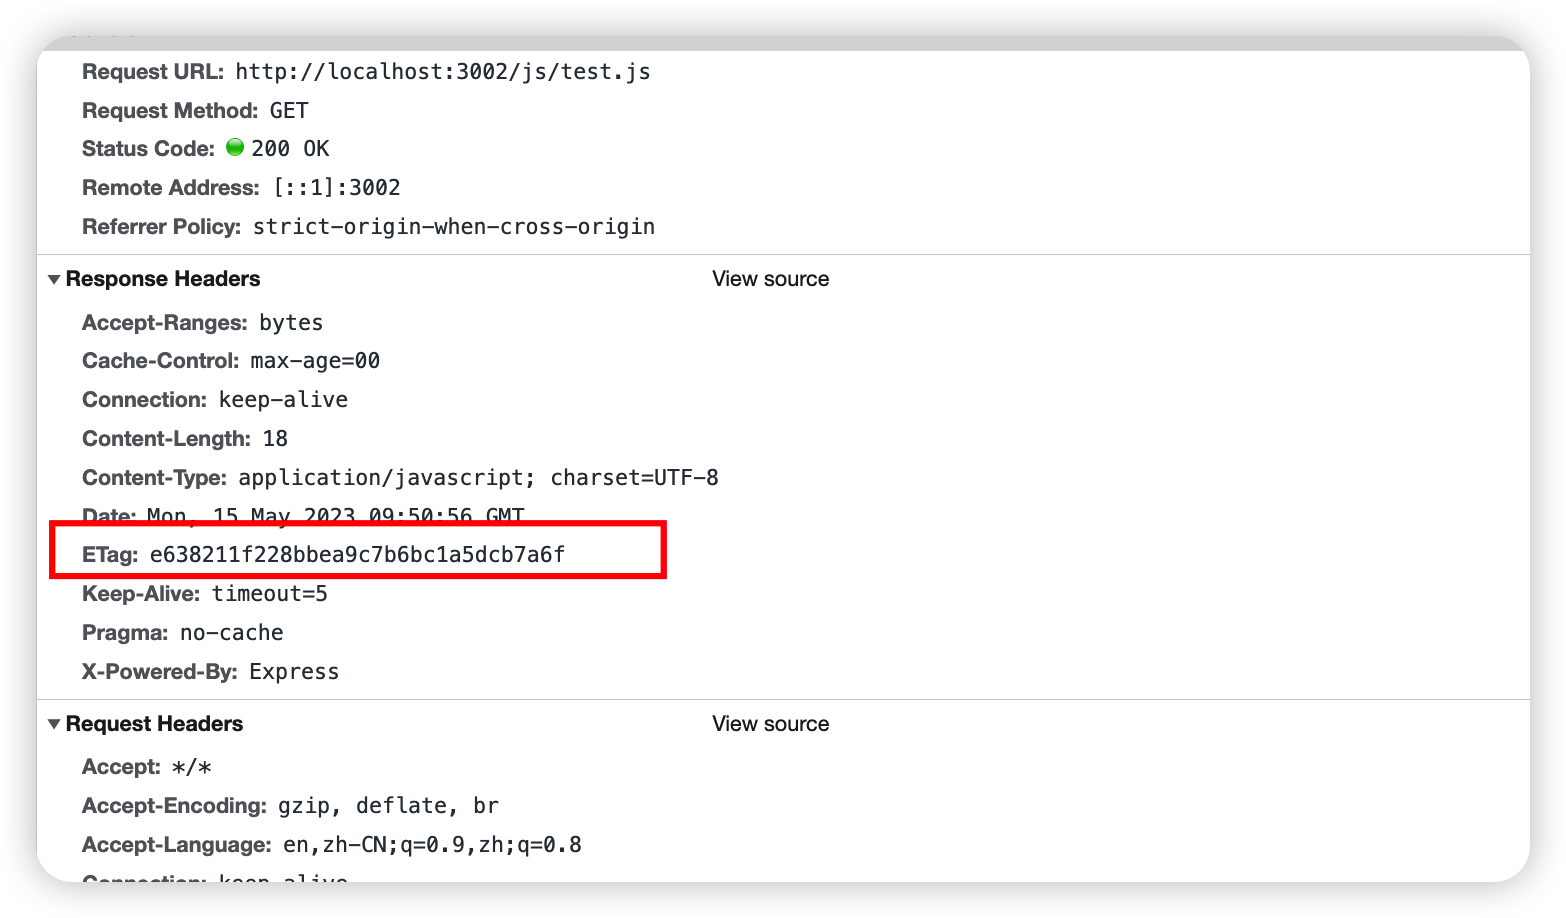 Request URL: http://localhost:3002/js/test.js
Request Method: GET
Status Code: 200 OK
Remote Address: [::1]:3002
Referrer Policy: strict-origin-when-cross-origin
Response Headers View source
Accept-Ranges: bytes
Cache-Control: max-age=00
Connection: keep-alive
Content-Length: 18
Content-Type: application/javascript; charset=UTF-8
Date: Mon, 15 May 2023 09:50:56 GMT
ETag: e638211f228bbea9c7b6bc1a5dcb7a6f
Keep-Alive: timeout=5
Pragma: no-cache
X-Powered-By: Express
Request Headers View source
Accept: */*
Accept-Encoding: gzip, deflate, br
Accept-Language: en,zh-CN;q=0.9,zh;q=0.8
Connection: keep-alive